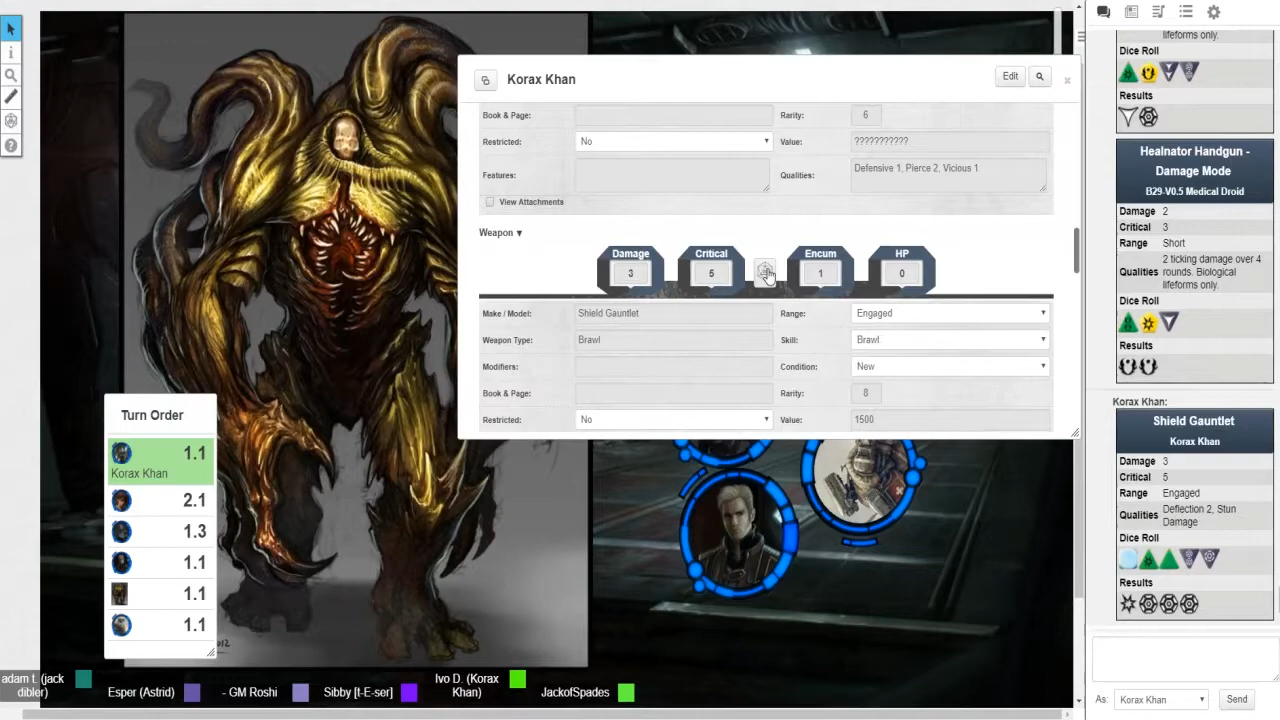 Korax Khan
Edit
Book & Page:
Rarity:
6
Restricted:
No
Value:
???????????
Features:
Qualities:
Defensive 1, Pierce 2, Vicious 1
View Attachments
Weapon ▼
Damage
Critical
Encum
HP
3
5
1
0
Make / Model:
Shield Gauntlet
Range:
Engaged
Weapon Type:
Brawl
Skill:
Brawl
Modifiers:
Condition:
New
Book & Page:
Rarity:
8
Restricted:
No
Value:
1500
Turn Order
1.1
Korax Khan
2.1
1.3
1.1
1.1
1.1
adam t. (jack
dibler)
Esper (Astrid)
- GM Roshi
Sibby [t-E-ser]
Ivo D. (Korax
Khan)
JackofSpades
lifeforms only.
Dice Roll
Results
Healnator Handgun -
Damage Mode
B29-V0.5 Medical Droid
Damage 2
Critical 3
Range Short
2 ticking damage over 4
Qualities rounds. Biological
lifeforms only.
Dice Roll
Results
Korax Khan:
Shield Gauntlet
Korax Khan
Damage 3
Critical 5
Range Engaged
Qualities Deflection 2, Stun
Damage
Dice Roll
Results
As:
Korax Khan
Send